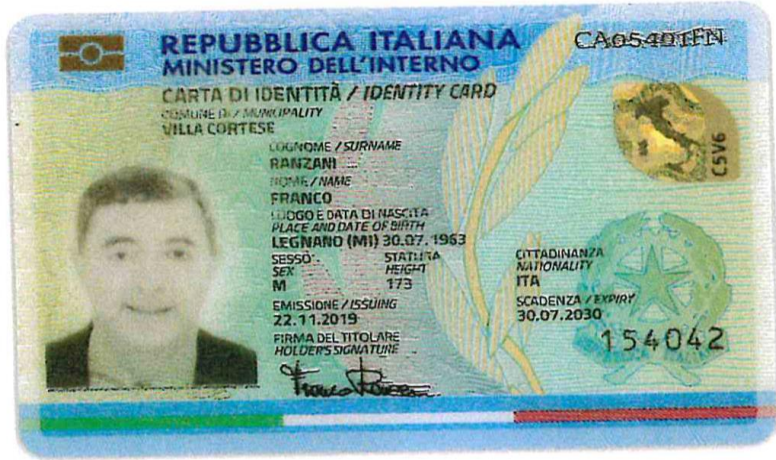 REPUBBLICA ITALIANA
CA05401FN
MINISTERO DELL'INTERNO
CARTA DI IDENTITÀ / IDENTITY CARD
COMUNE DI / MUNICIPALITY
VILLA CORTESE
C5V6
COGNOME / SURNAME
RANZANI
NOME / NAME
FRANCO
LUOGO E DATA DI NASCITA
PLACE AND DATE OF BIRTH
LEGNANO (MI) 30.07.1963
SESSO STATURA CITTADINANZA
SEX HEIGHT NATIONALITY
M 173 ITA
EMISSIONE / ISSUING SCADENZA / EXPIRY
22.11.2019 30.07.2030
FIRMA DEL TITOLARE 154042
HOLDER'S SIGNATURE